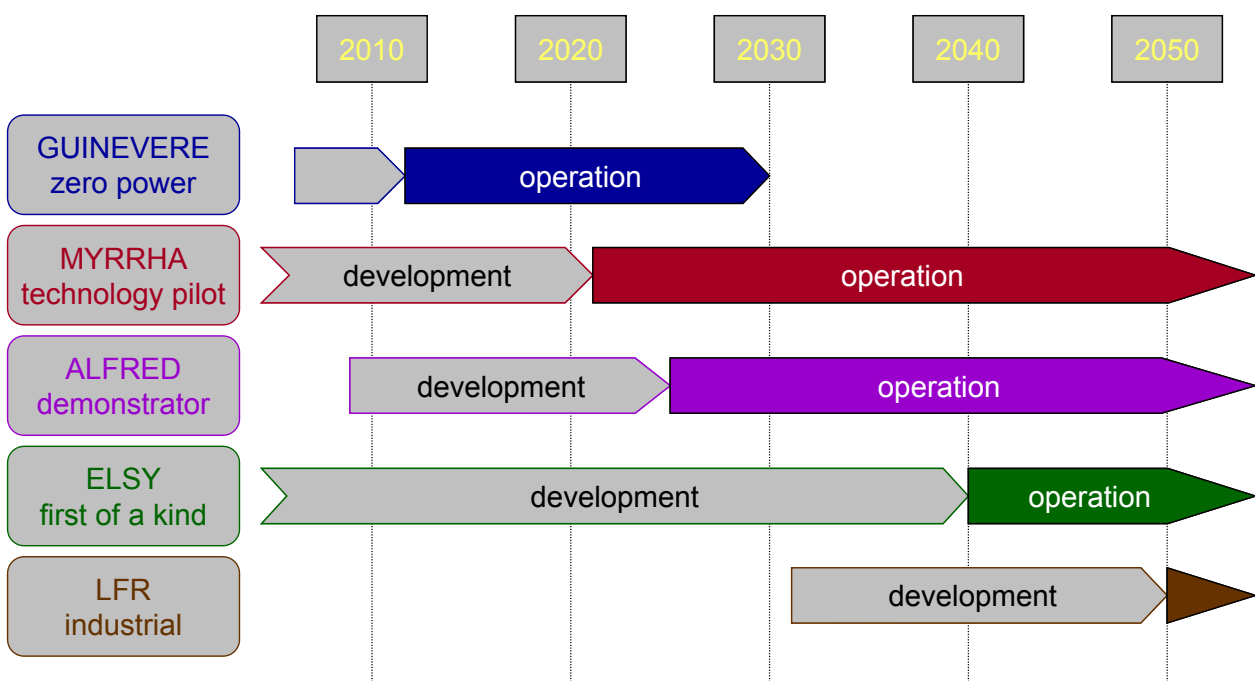 2010
2020
2030
2040
2050
GUINEVERE
zero power
operation
MYRRHA
technology pilot
development
operation
ALFRED
demonstrator
development
operation
ELSY
first of a kind
development
operation
LFR
industrial
development